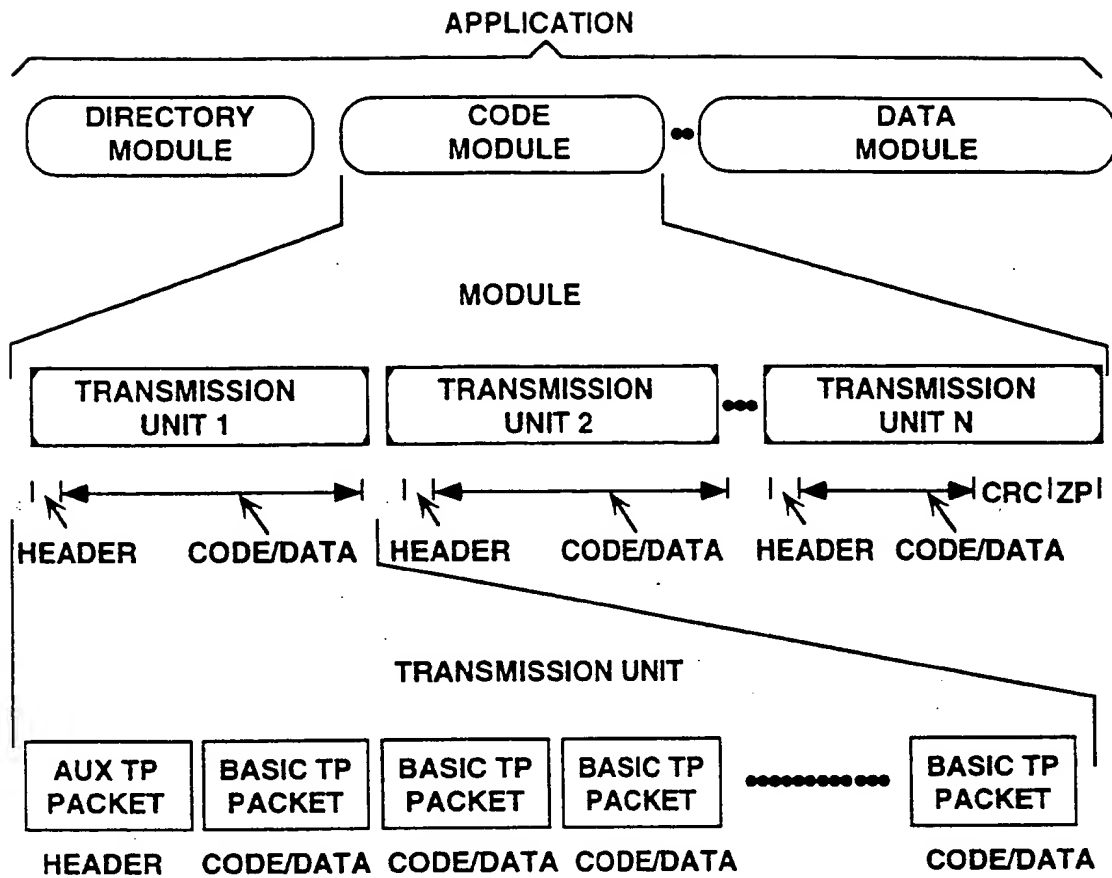 APPLICATION
DIRECTORY MODULE
CODE MODULE
DATA MODULE
MODULE
TRANSMISSION UNIT 1
TRANSMISSION UNIT 2
TRANSMISSION UNIT N
HEADER
CODE/DATA
HEADER
CODE/DATA
HEADER
CODE/DATA
CRC
ZP
TRANSMISSION UNIT
AUX TP PACKET
BASIC TP PACKET
BASIC TP PACKET
BASIC TP PACKET
BASIC TP PACKET
HEADER
CODE/DATA
CODE/DATA
CODE/DATA
CODE/DATA